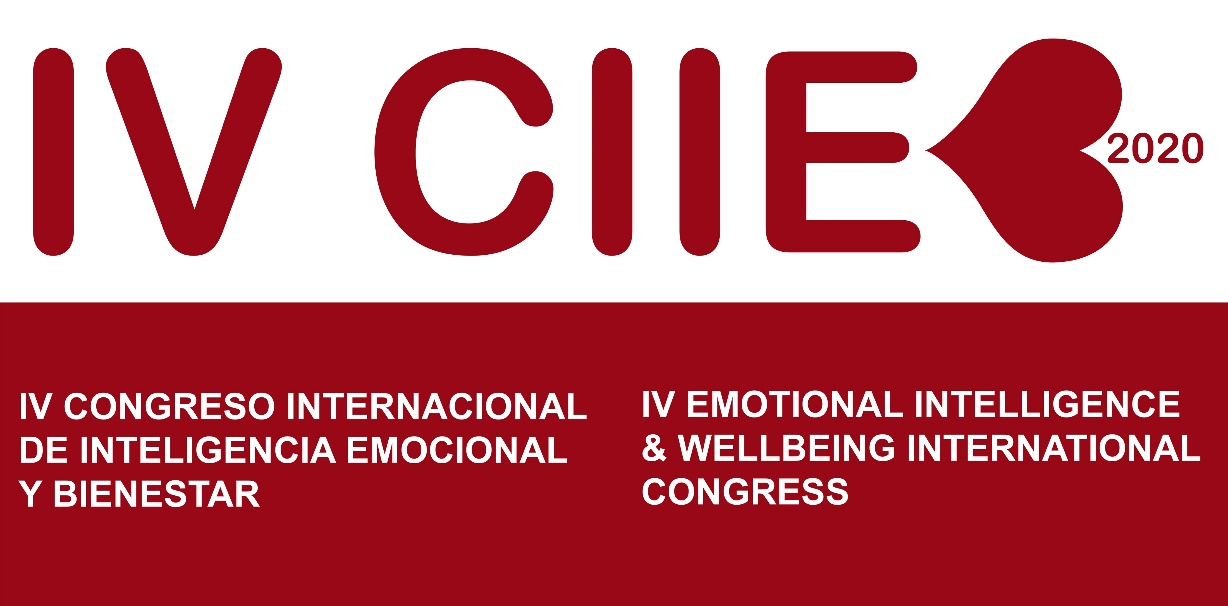 IV CIIE
2020
IV CONGRESO INTERNACIONAL
DE INTELIGENCIA EMOCIONAL
Y BIENESTAR
IV EMOTIONAL INTELLIGENCE
& WELLBEING INTERNATIONAL
CONGRESS